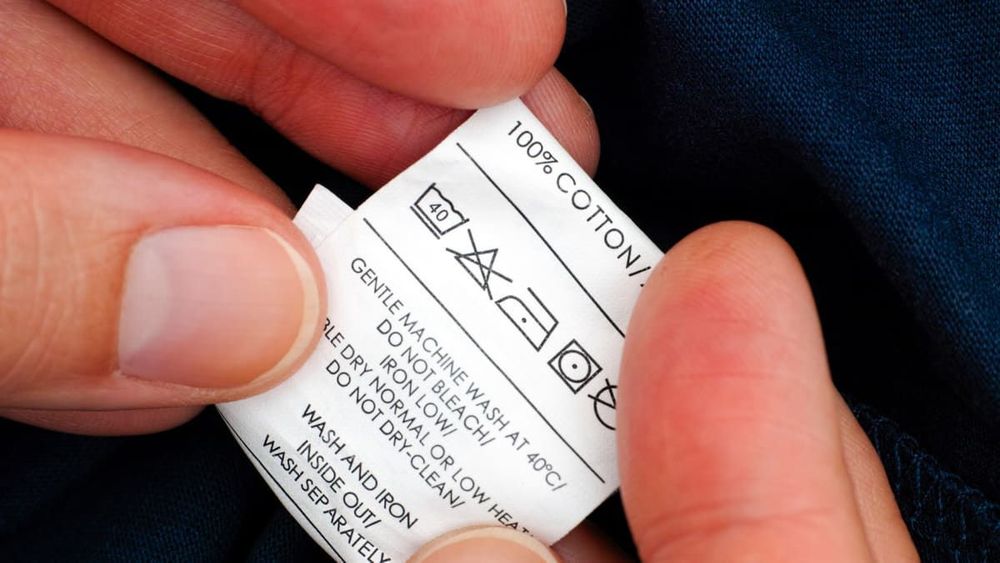 100% COTTON/
40
GENTLE MACHINE WASH AT 40°C/
DO NOT BLEACH/
IRON LOW/
DRY NORMAL OR LOW HEAT
DO NOT DRY-CLEAN/
WASH AND IRON
INSIDE OUT/
WASH SEPARATELY